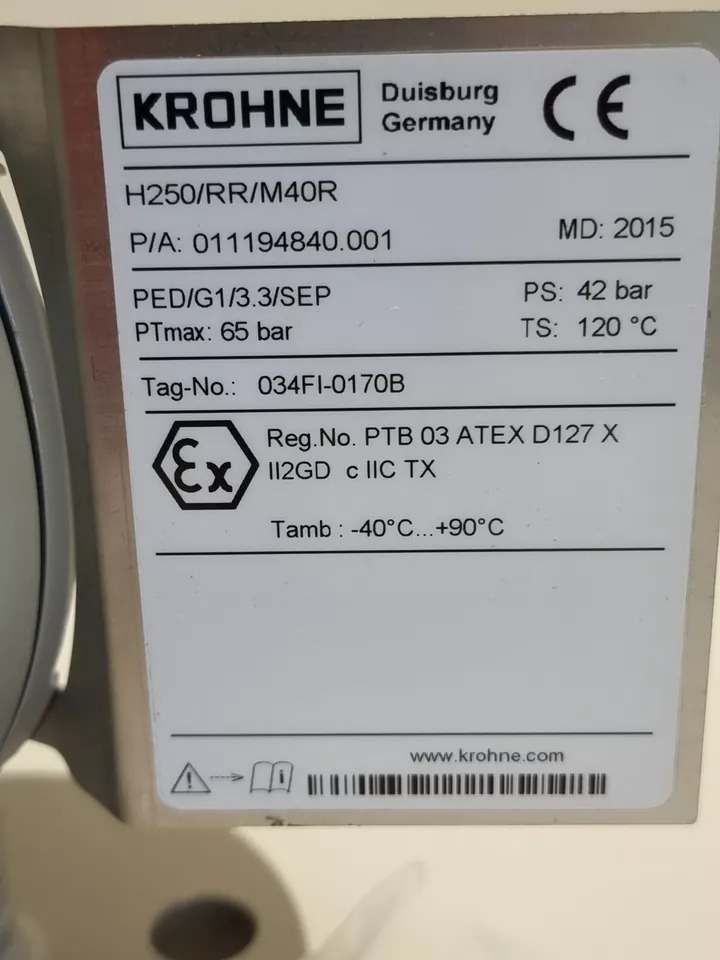 KROHNE Duisburg Germany CE
H250/RR/M40R
P/A: 011194840.001 MD: 2015
PED/G1/3.3/SEP PS: 42 bar
PTmax: 65 bar TS: 120 °C
Tag-No.: 034FI-0170B
Ex Reg.No. PTB 03 ATEX D127 X
II2GD c IIC TX
Tamb : -40°C...+90°C
www.krohne.com